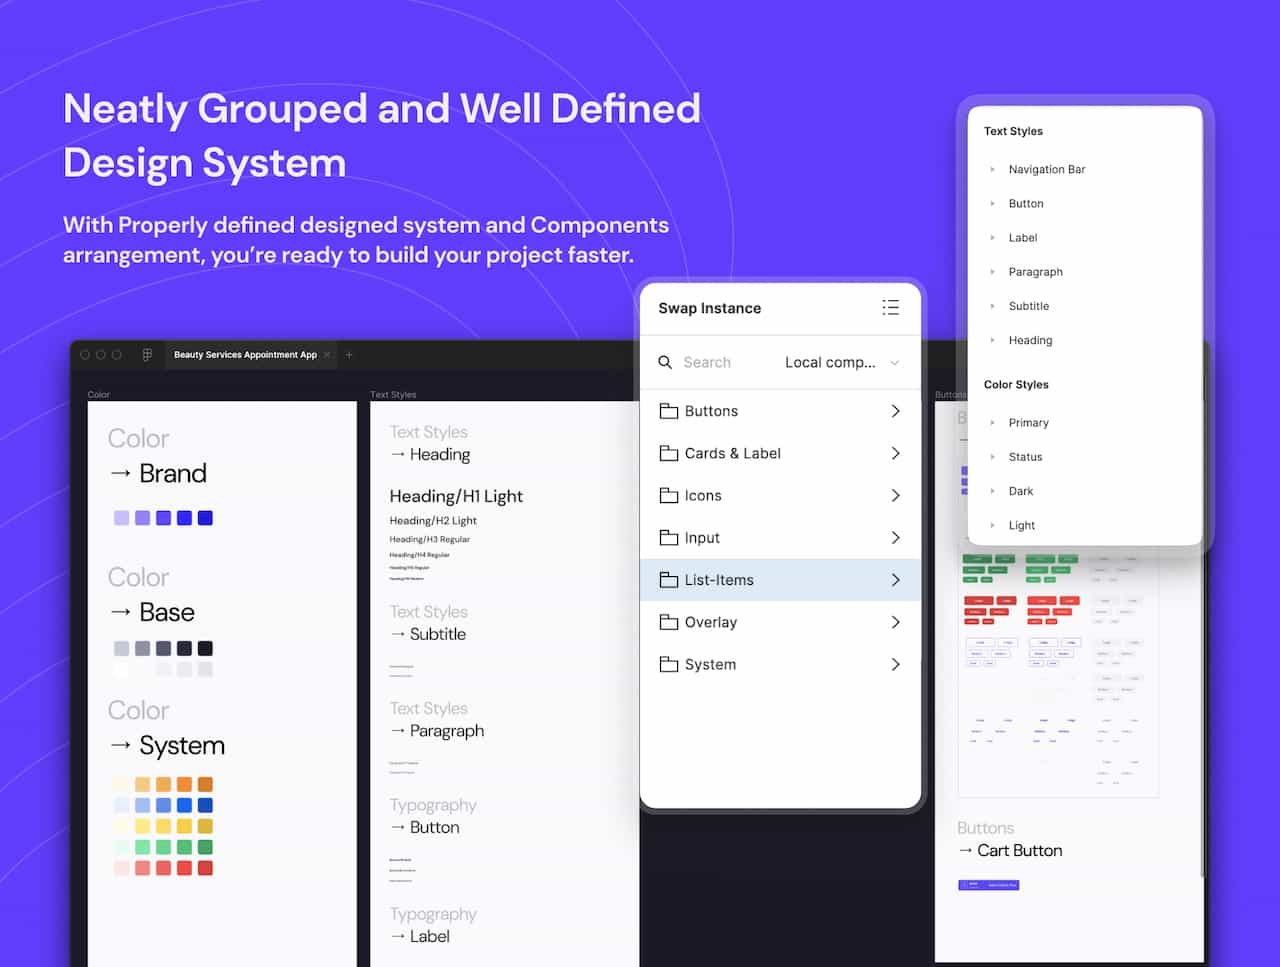 Neatly Grouped and Well Defined
Design System
With Properly defined designed system and Components
arrangement, you’re ready to build your project faster.
Beauty Services Appointment App
Color
Color
→ Brand
Color
→ Base
Color
→ System
Text Styles
Text Styles
→ Heading
Heading/H1 Light
Heading/H2 Light
Heading/H3 Regular
Heading/H4 Regular
Text Styles
→ Subtitle
Text Styles
→ Paragraph
Typography
→ Button
Typography
→ Label
Swap Instance
Search
Local comp...
Buttons
Cards & Label
Icons
Input
List-Items
Overlay
System
Text Styles
Navigation Bar
Button
Label
Paragraph
Subtitle
Heading
Color Styles
Primary
Status
Dark
Light
Buttons
Buttons
→ Cart Button